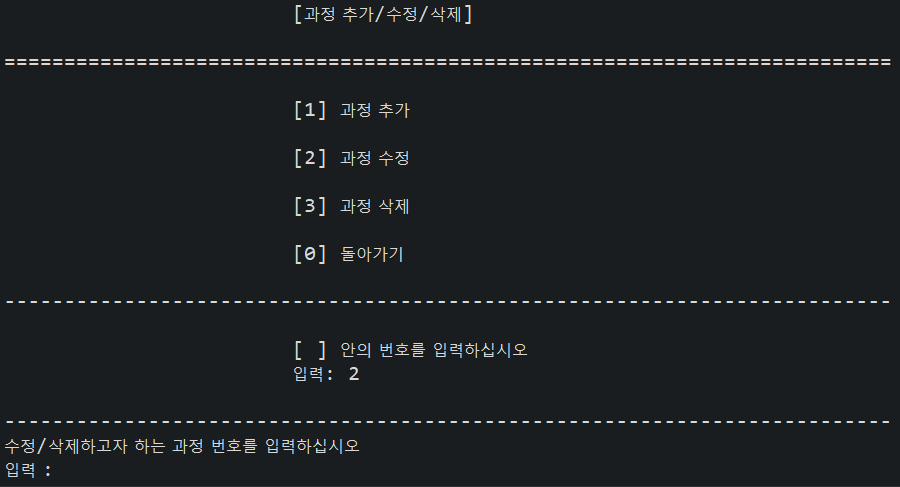 [과정 추가/수정/삭제]
==========================================================================
[1] 과정 추가
[2] 과정 수정
[3] 과정 삭제
[0] 돌아가기
--------------------------------------------------------------------------
[ ] 안의 번호를 입력하십시오
입력: 2
--------------------------------------------------------------------------
수정/삭제하고자 하는 과정 번호를 입력하십시오
입력 :